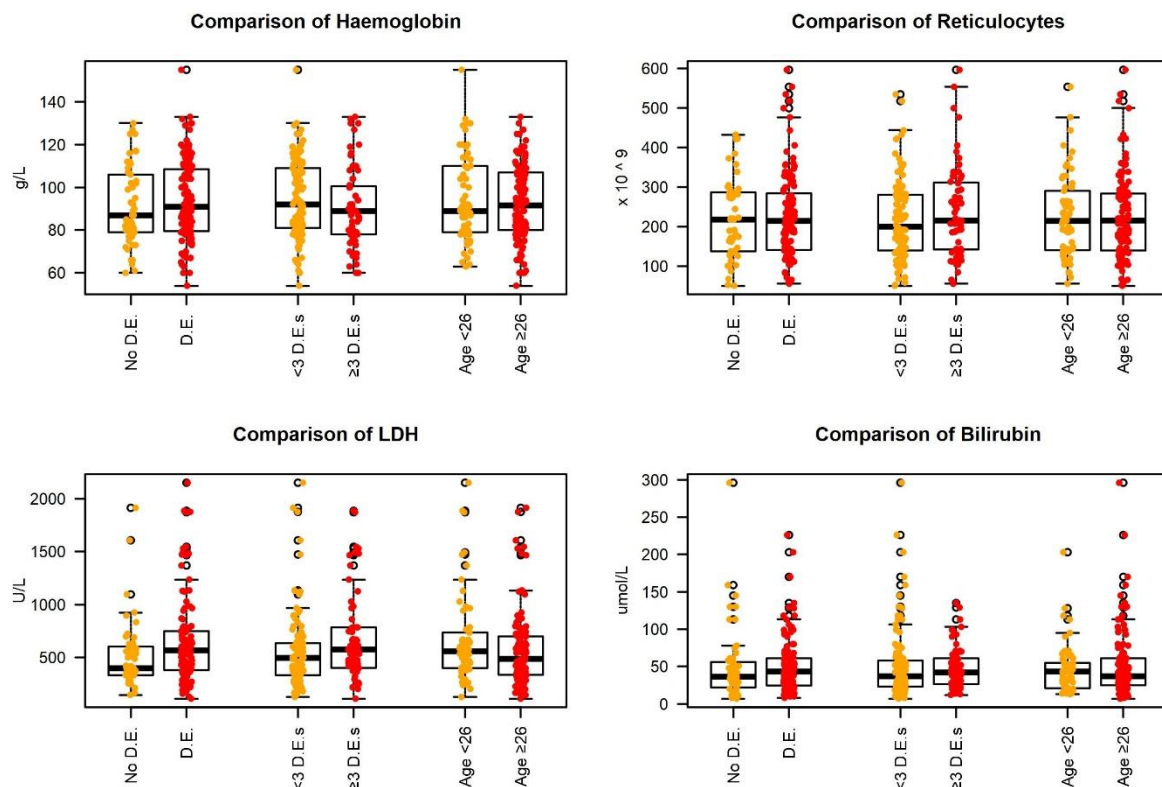 Comparison of Haemoglobin
g/L
140
120
100
80
60
No D.E.
D.E.
<3 D.E.s
≥3 D.E.s
Age <26
Age ≥26
Comparison of Reticulocytes
x 10 ^ 9
600
500
400
300
200
100
No D.E.
D.E.
<3 D.E.s
≥3 D.E.s
Age <26
Age ≥26
Comparison of LDH
U/L
2000
1500
1000
500
No D.E.
D.E.
<3 D.E.s
≥3 D.E.s
Age <26
Age ≥26
Comparison of Bilirubin
umol/L
300
250
200
150
100
50
0
No D.E.
D.E.
<3 D.E.s
≥3 D.E.s
Age <26
Age ≥26